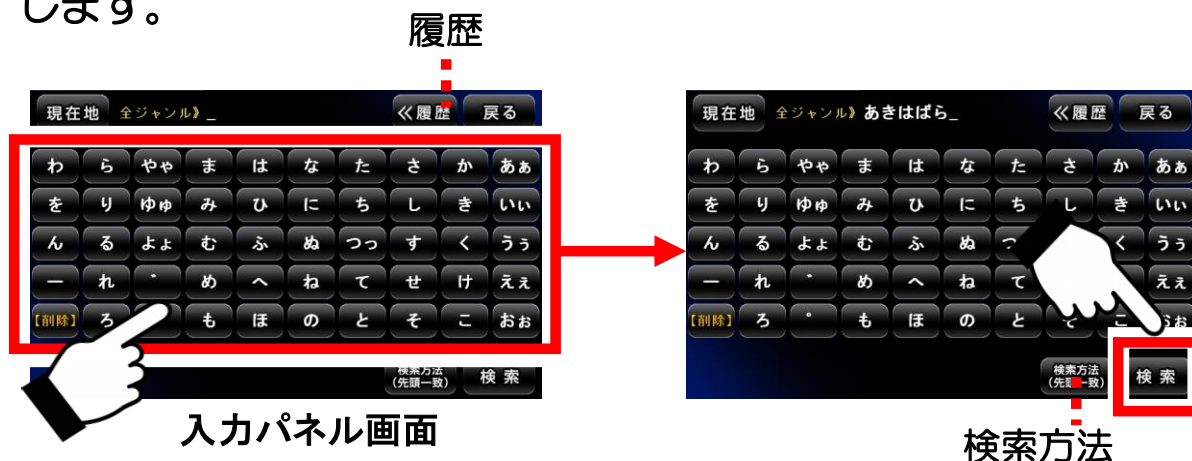 します。
履歴
現在地 全ジャンル》_ ≪履歴 戻る
わ ら やゃ ま は な た さ か あぁ
を り ゆゅ み ひ に ち し き いぃ
ん る よょ む ふ ぬ つっ す く うぅ
ー れ ゛ め へ ね て せ け えぇ
【削除】 ろ も ほ の と そ こ おぉ
検索方法
(先頭一致) 検索
入力パネル画面
現在地 全ジャンル》あきはばら_ ≪履歴 戻る
わ ら やゃ ま は な た さ か あぁ
を り ゆゅ み ひ に ち し き いぃ
ん る よょ む ふ ぬ つ く うぅ
ー れ ゛ め へ ね て えぇ
【削除】 ろ ゜ も ほ の と そ こ おぉ
検索方法
(先頭一致) 検索
検索方法